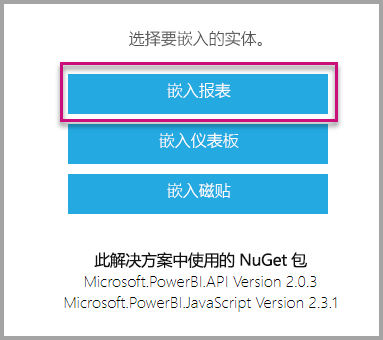 选择要嵌入的实体。
嵌入报表
嵌入仪表板
嵌入磁贴
此解决方案中使用的 NuGet 包
Microsoft.PowerBI.API Version 2.0.3
Microsoft.PowerBI.JavaScript Version 2.3.1